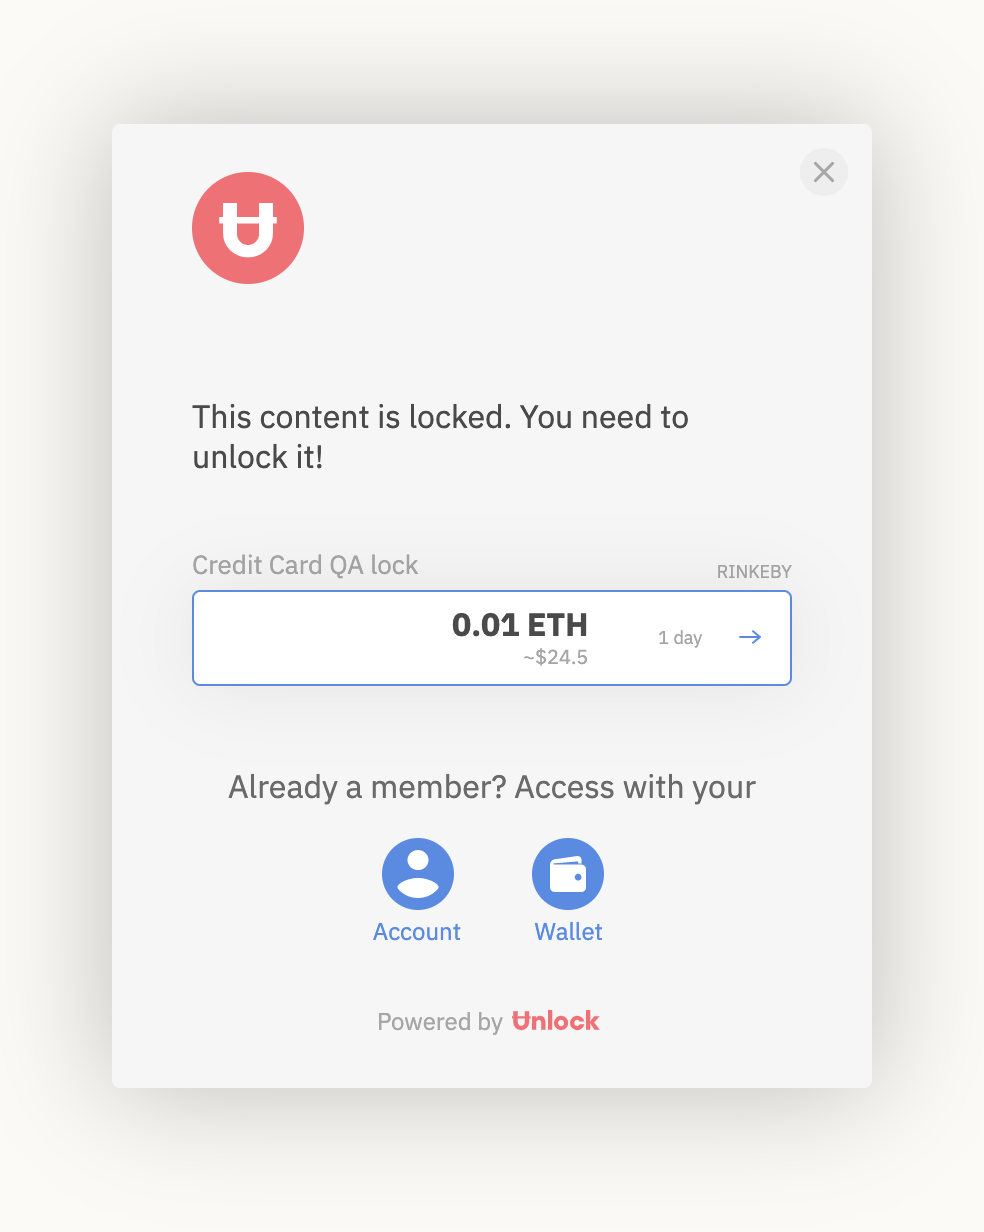 This content is locked. You need to
unlock it!
Credit Card QA lock
RINKEBY
0.01 ETH
~$24.5
1 day
Already a member? Access with your
Account
Wallet
Powered by Unlock